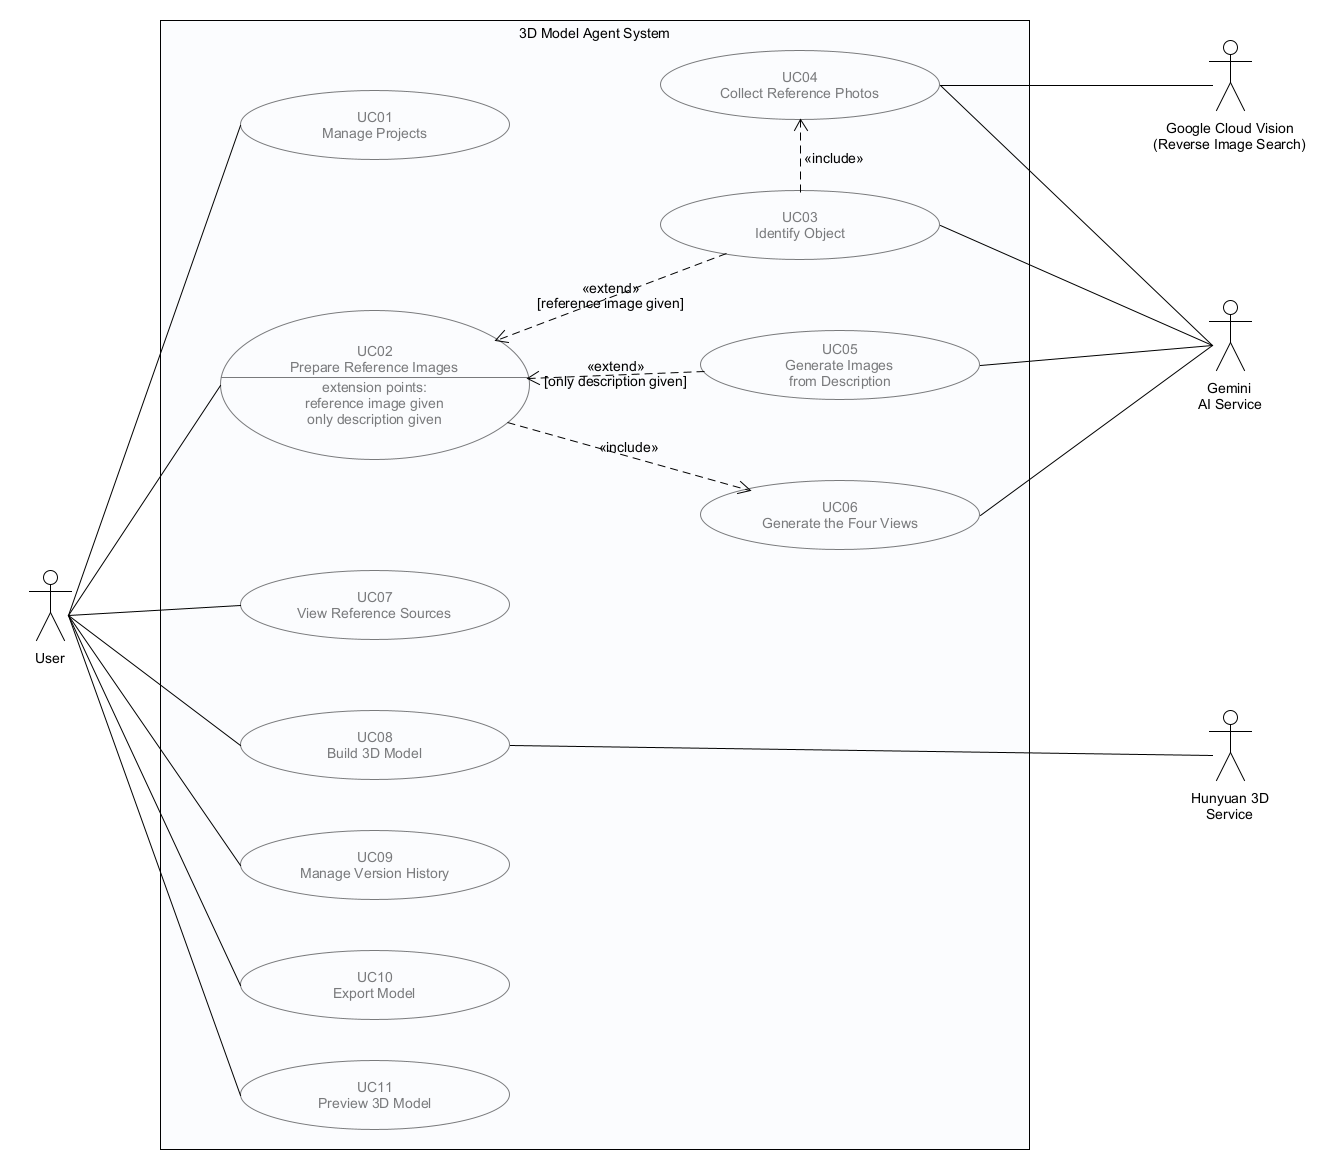 3D Model Agent System
UC04
Collect Reference Photos
Google Cloud Vision
(Reverse Image Search)
UC01
Manage Projects
«include»
UC03
Identify Object
«extend»
[reference image given]
UC02
Prepare Reference Images
extension points:
reference image given
only description given
«extend»
[only description given]
UC05
Generate Images
from Description
Gemini
AI Service
«include»
UC06
Generate the Four Views
User
UC07
View Reference Sources
UC08
Build 3D Model
Hunyuan 3D
Service
UC09
Manage Version History
UC10
Export Model
UC11
Preview 3D Model